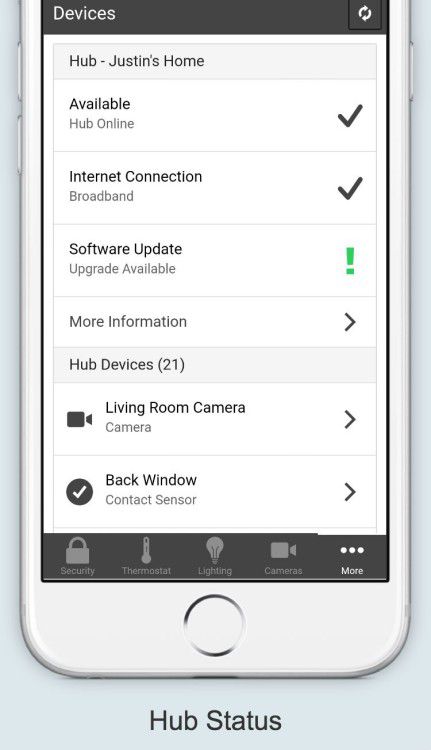 Devices
Hub - Justin's Home
Available
Hub Online
Internet Connection
Broadband
Software Update
Upgrade Available
More Information
Hub Devices (21)
Living Room Camera
Camera
Back Window
Contact Sensor
Security Thermostat Lighting Cameras More
Hub Status